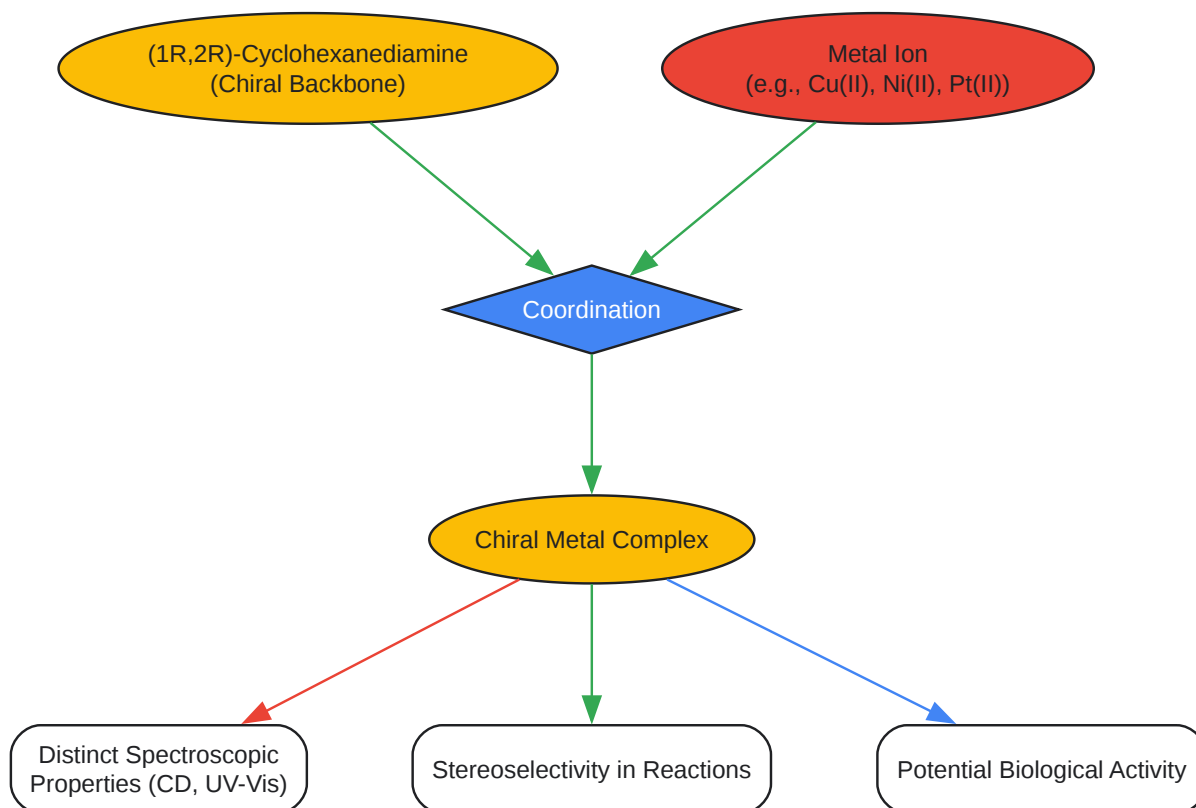 (1R,2R)-Cyclohexanediamine
(Chiral Backbone)
Metal Ion
(e.g., Cu(II), Ni(II), Pt(II))
Coordination
Chiral Metal Complex
Distinct Spectroscopic
Properties (CD, UV-Vis)
Stereoselectivity in Reactions
Potential Biological Activity